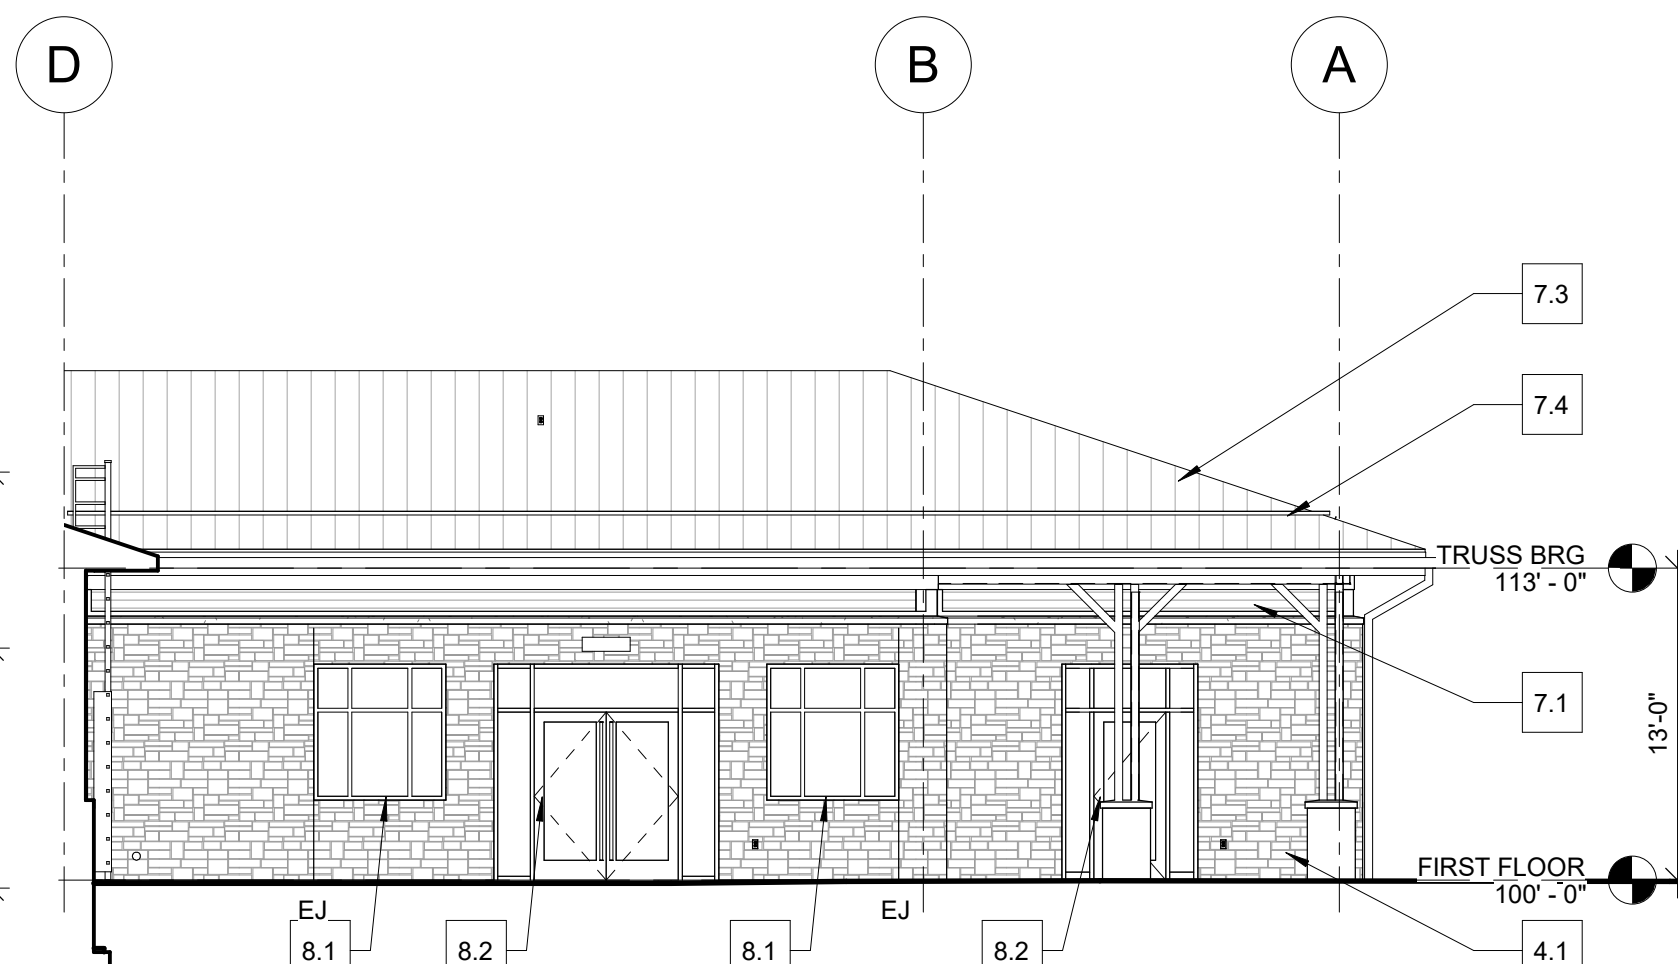 D
B
A
7.3
7.4
TRUSS BRG
113' - 0"
7.1
13'-0"
FIRST FLOOR
100' - 0"
EJ
EJ
8.1
8.2
8.1
8.2
4.1